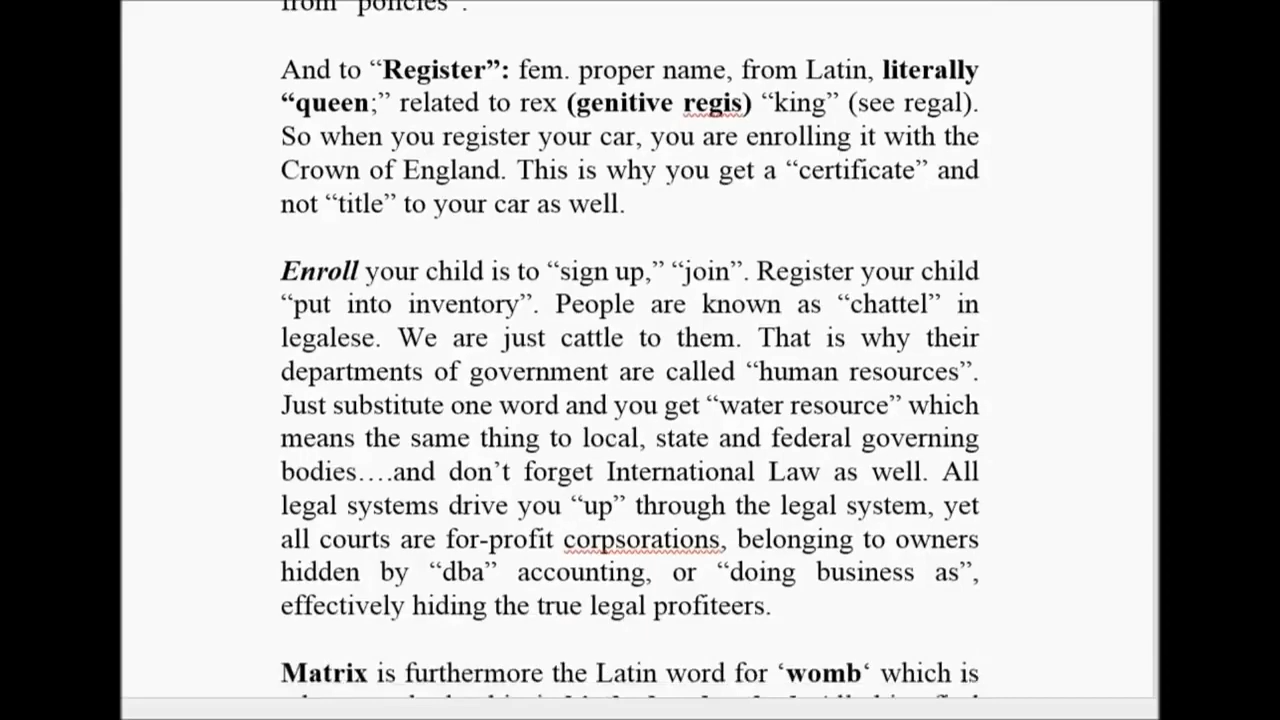 from "policies".
And to “Register”: fem. proper name, from Latin, literally
“queen;” related to rex (genitive regis) “king” (see regal).
So when you register your car, you are enrolling it with the
Crown of England. This is why you get a “certificate” and
not “title” to your car as well.
Enroll your child is to “sign up,” “join”. Register your child
“put into inventory”. People are known as “chattel” in
legalese. We are just cattle to them. That is why their
departments of government are called “human resources”.
Just substitute one word and you get “water resource” which
means the same thing to local, state and federal governing
bodies….and don’t forget International Law as well. All
legal systems drive you “up” through the legal system, yet
all courts are for-profit corpsorations, belonging to owners
hidden by “dba” accounting, or “doing business as”,
effectively hiding the true legal profiteers.
Matrix is furthermore the Latin word for ‘womb‘ which is